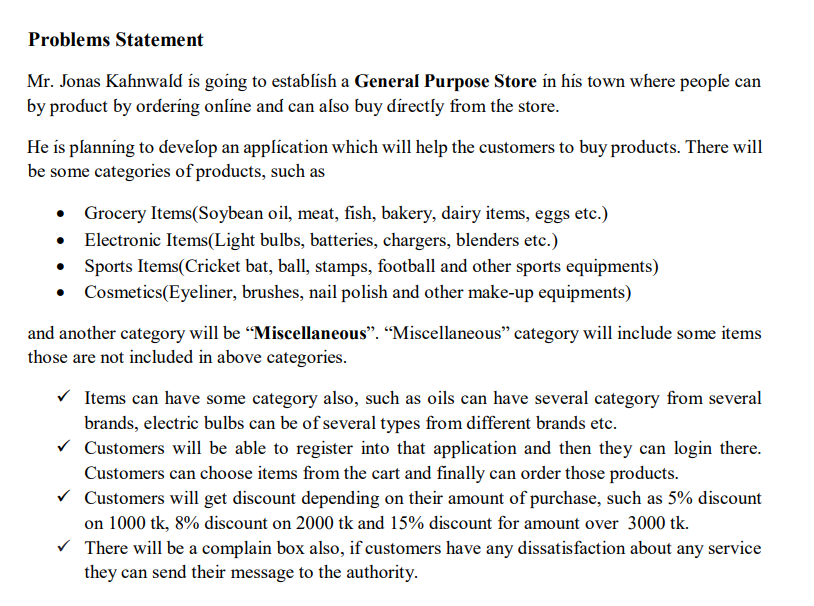 Problems Statement
Mr. Jonas Kahnwald is going to establish a General Purpose Store in his town where people can
by product by ordering online and can also buy directly from the store.
He is planning to develop an application which will help the customers to buy products. There will
be some categories of products, such as
• Grocery Items(Soybean oil, meat, fish, bakery, dairy items, eggs etc.)
• Electronic Items(Light bulbs, batteries, chargers, blenders etc.)
• Sports Items(Cricket bat, ball, stamps, football and other sports equipments)
• Cosmetics(Eyeliner, brushes, nail polish and other make-up equipments)
and another category will be “Miscellaneous”. “Miscellaneous” category will include some items
those are not included in above categories.
✓ Items can have some category also, such as oils can have several category from several
brands, electric bulbs can be of several types from different brands etc.
✓ Customers will be able to register into that application and then they can login there.
Customers can choose items from the cart and finally can order those products.
✓ Customers will get discount depending on their amount of purchase, such as 5% discount
on 1000 tk, 8% discount on 2000 tk and 15% discount for amount over 3000 tk.
✓ There will be a complain box also, if customers have any dissatisfaction about any service
they can send their message to the authority.